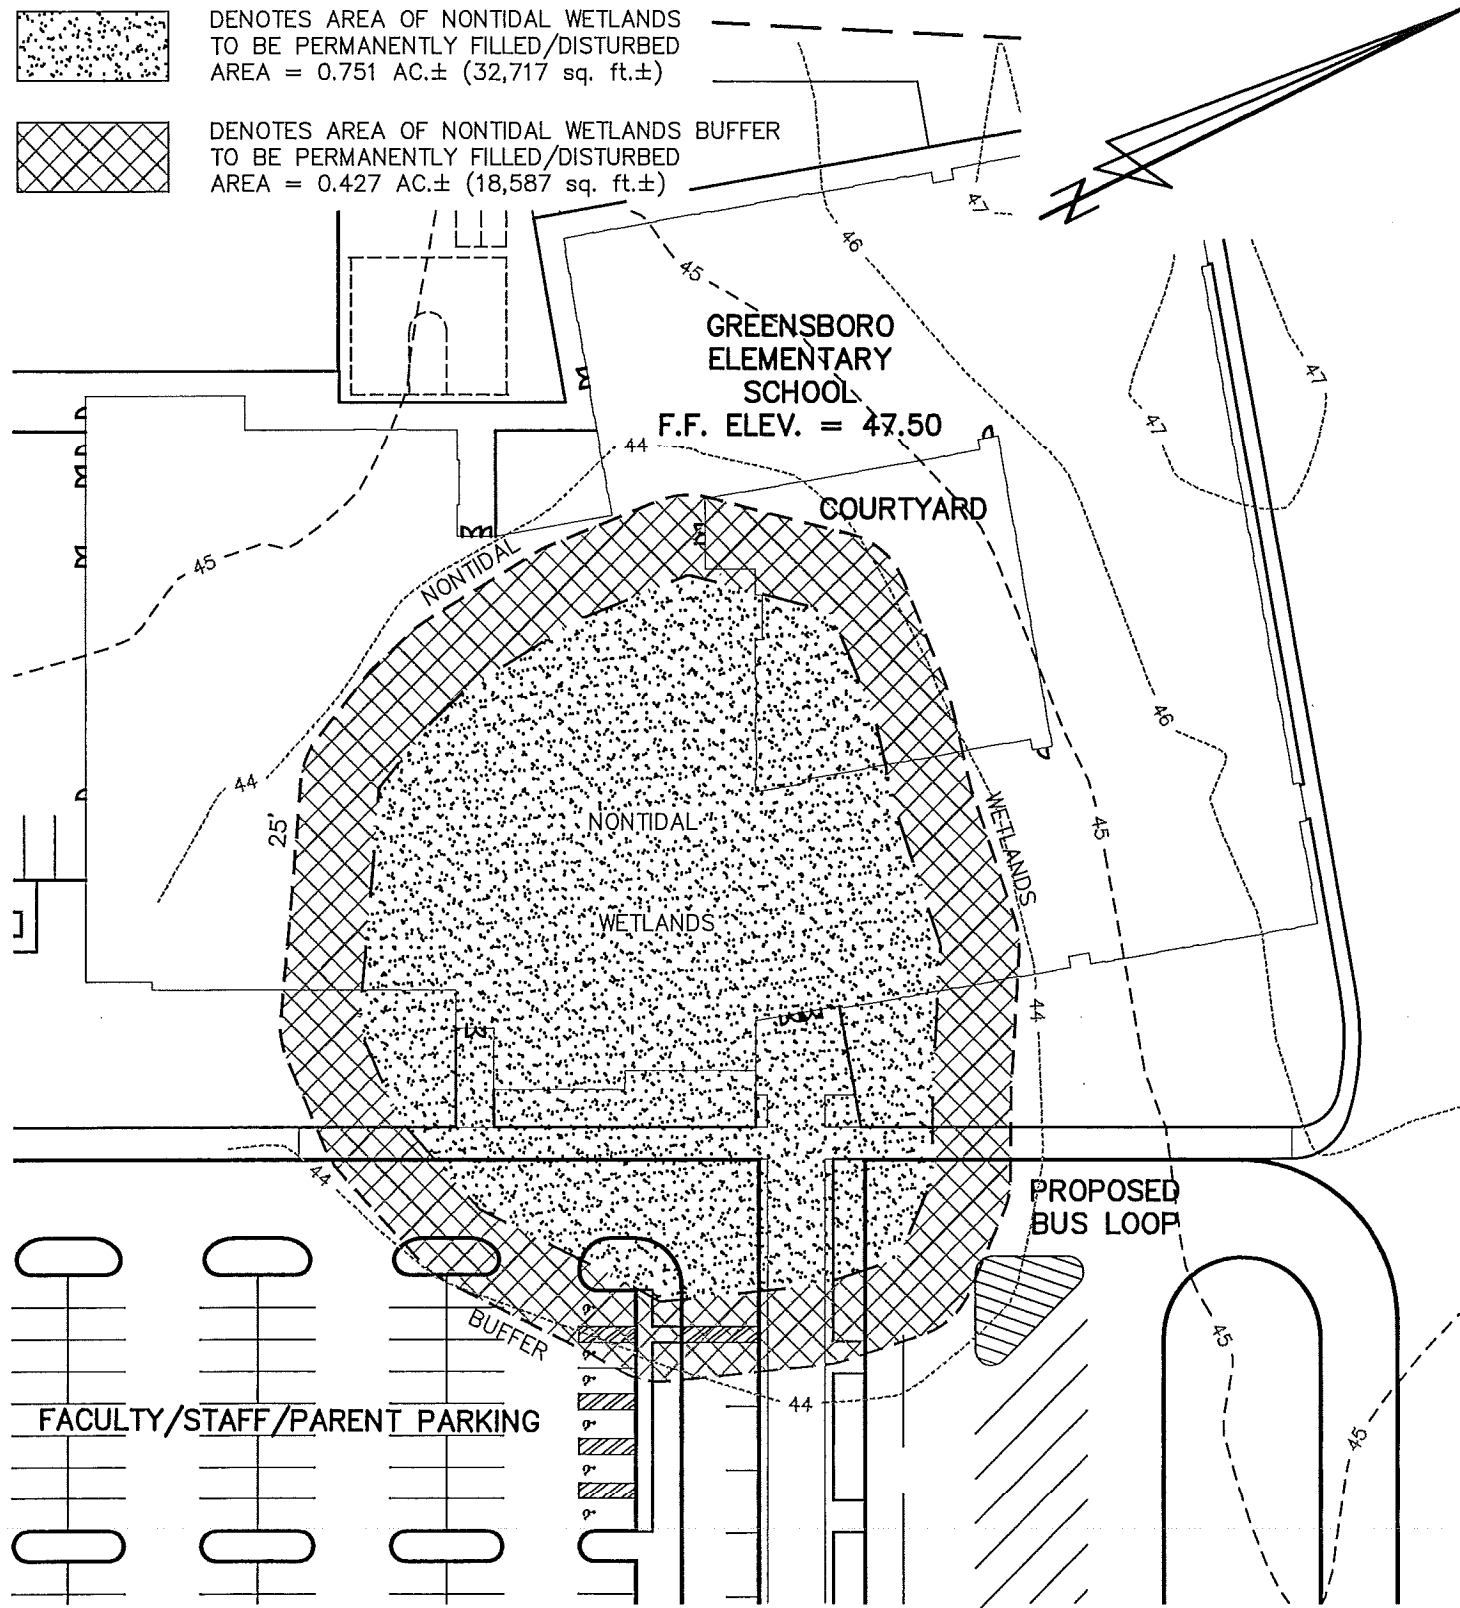 DENOTES AREA OF NONTIDAL WETLANDS
TO BE PERMANENTLY FILLED/DISTURBED
AREA = 0.751 AC.± (32,717 sq. ft.±)
DENOTES AREA OF NONTIDAL WETLANDS BUFFER
TO BE PERMANENTLY FILLED/DISTURBED
AREA = 0.427 AC.± (18,587 sq. ft.±)
N
47
46
45
GREENSBORO
ELEMENTARY
SCHOOL
F.F. ELEV. = 47.50
47
47
44
COURTYARD
45
NONTIDAL
46
44
25'
NONTIDAL
WETLANDS
45
WETLANDS
44
44
PROPOSED
BUS LOOP
BUFFER
45
44
FACULTY/STAFF/PARENT PARKING
45